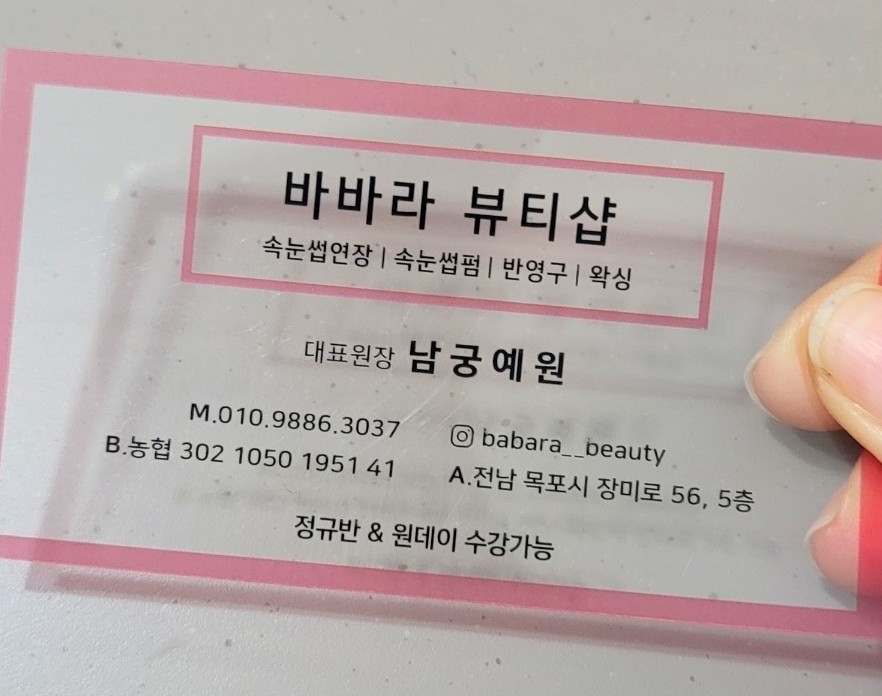 바바라 뷰티샵
속눈썹연장 | 속눈썹펌 | 반영구 | 왁싱
대표원장 남궁예원
M.010.9886.3037
B.농협 302 1050 1951 41
babara__beauty
A.전남 목포시 장미로 56, 5층
정규반 & 원데이 수강가능